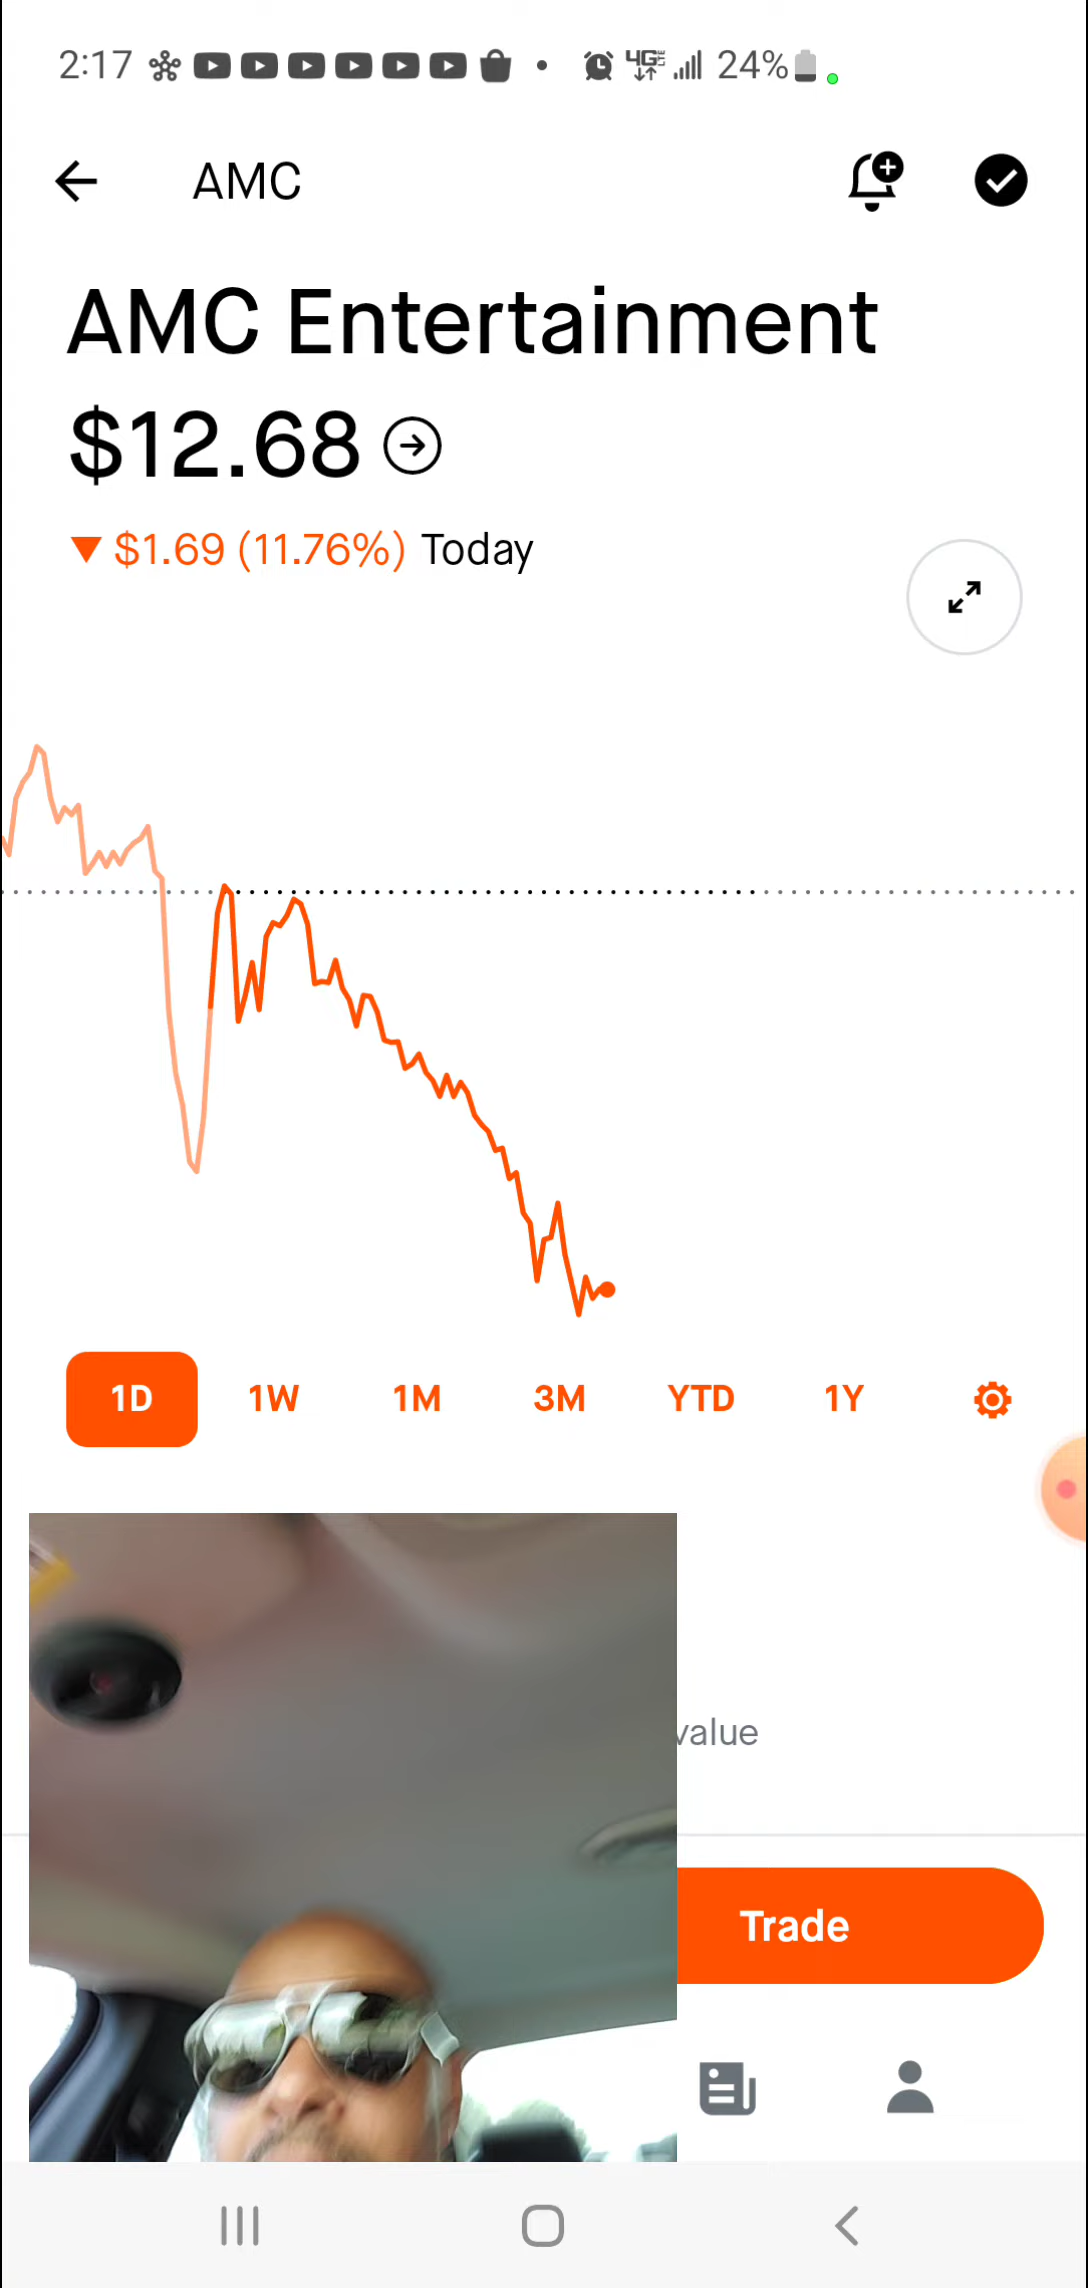 2:17 4GE 24%
AMC
AMC Entertainment
$12.68
$1.69 (11.76%) Today
1D 1W 1M 3M YTD 1Y
value
Trade